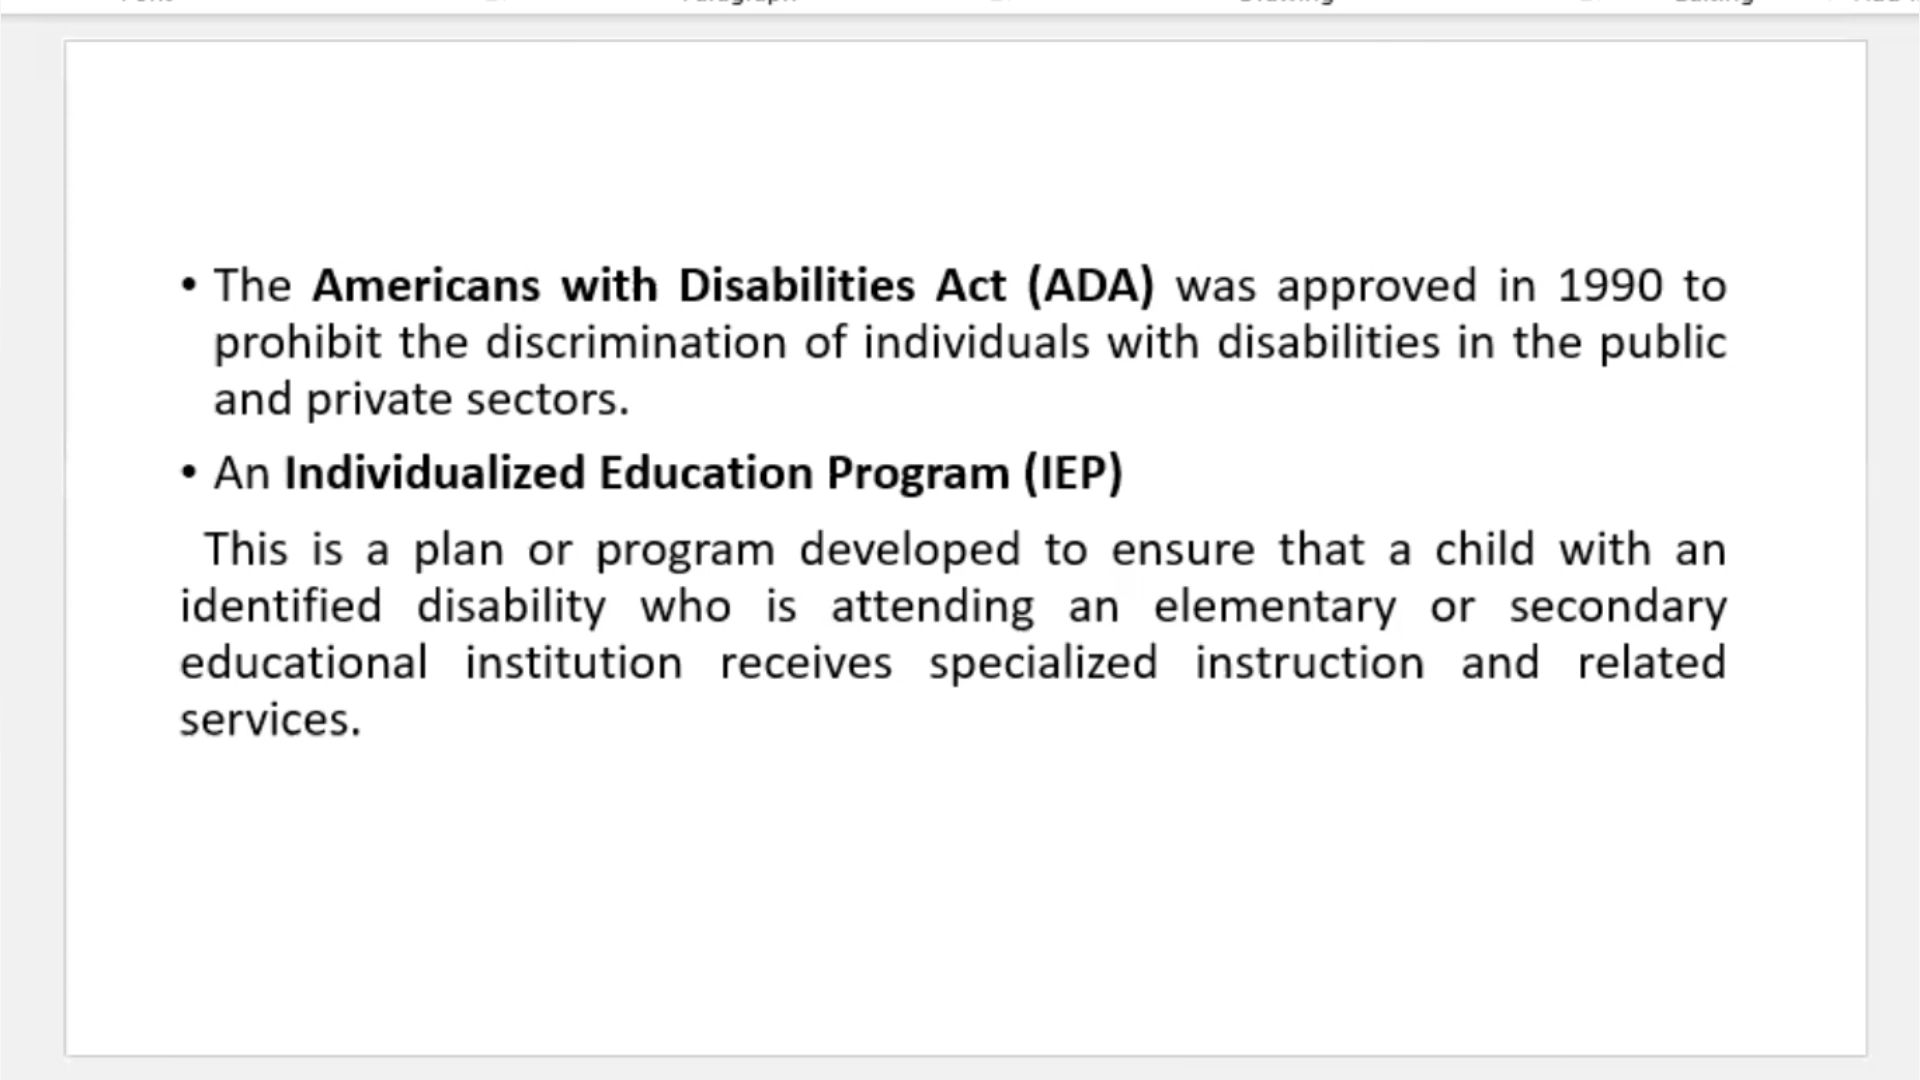 Paragraph
Drawing
Editing
• The Americans with Disabilities Act (ADA) was approved in 1990 to
prohibit the discrimination of individuals with disabilities in the public
and private sectors.
• An Individualized Education Program (IEP)
This is a plan or program developed to ensure that a child with an
identified disability who is attending an elementary or secondary
educational institution receives specialized instruction and related
services.